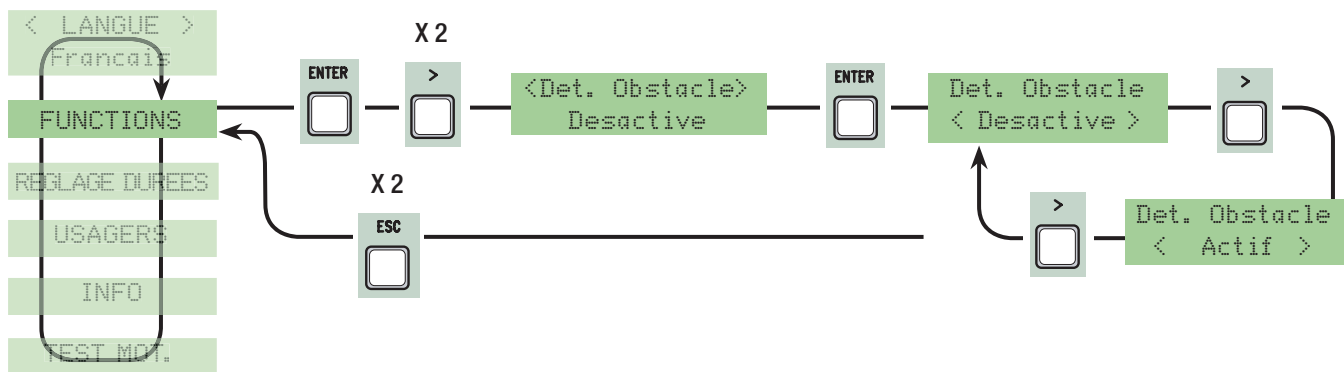 < LANGUE >
Francais
FUNCTIONS
REGLAGE DUREES
USAGERS
INFO
TEST MOT.
ENTER
X 2
>
<Det. Obstacle>
Desactive
ENTER
Det. Obstacle
< Desactive >
>
Det. Obstacle
< Actif >
>
X 2
ESC